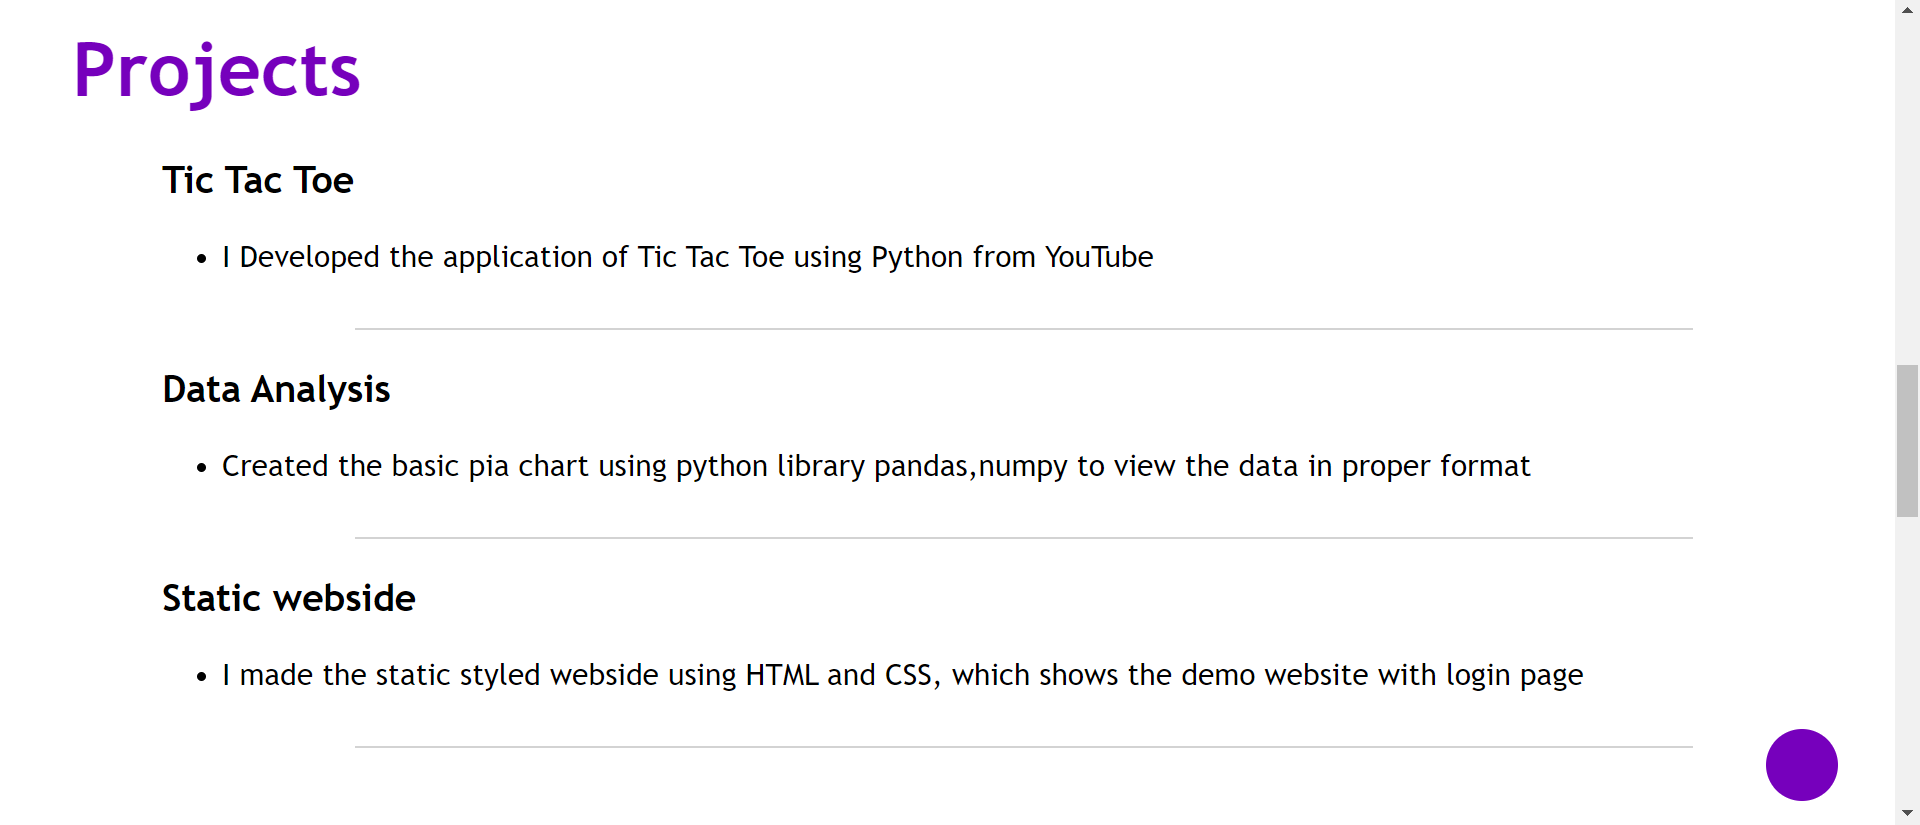 Projects
Tic Tac Toe
• I Developed the application of Tic Tac Toe using Python from YouTube
Data Analysis
• Created the basic pia chart using python library pandas,numpy to view the data in proper format
Static webside
• I made the static styled webside using HTML and CSS, which shows the demo website with login page